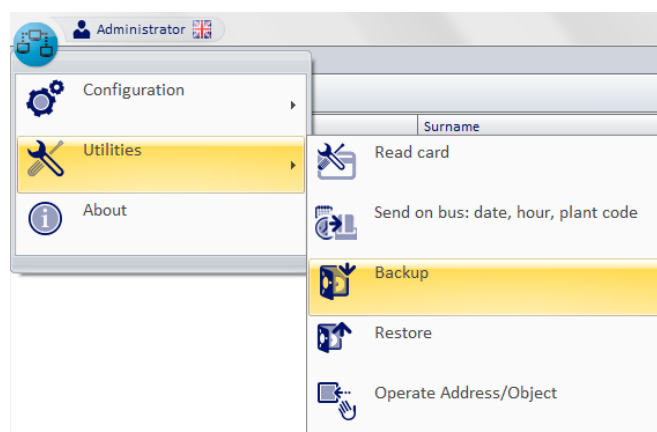 Administrator
Configuration
Surname
Utilities
Read card
About
Send on bus: date, hour, plant code
Backup
Restore
Operate Address/Object